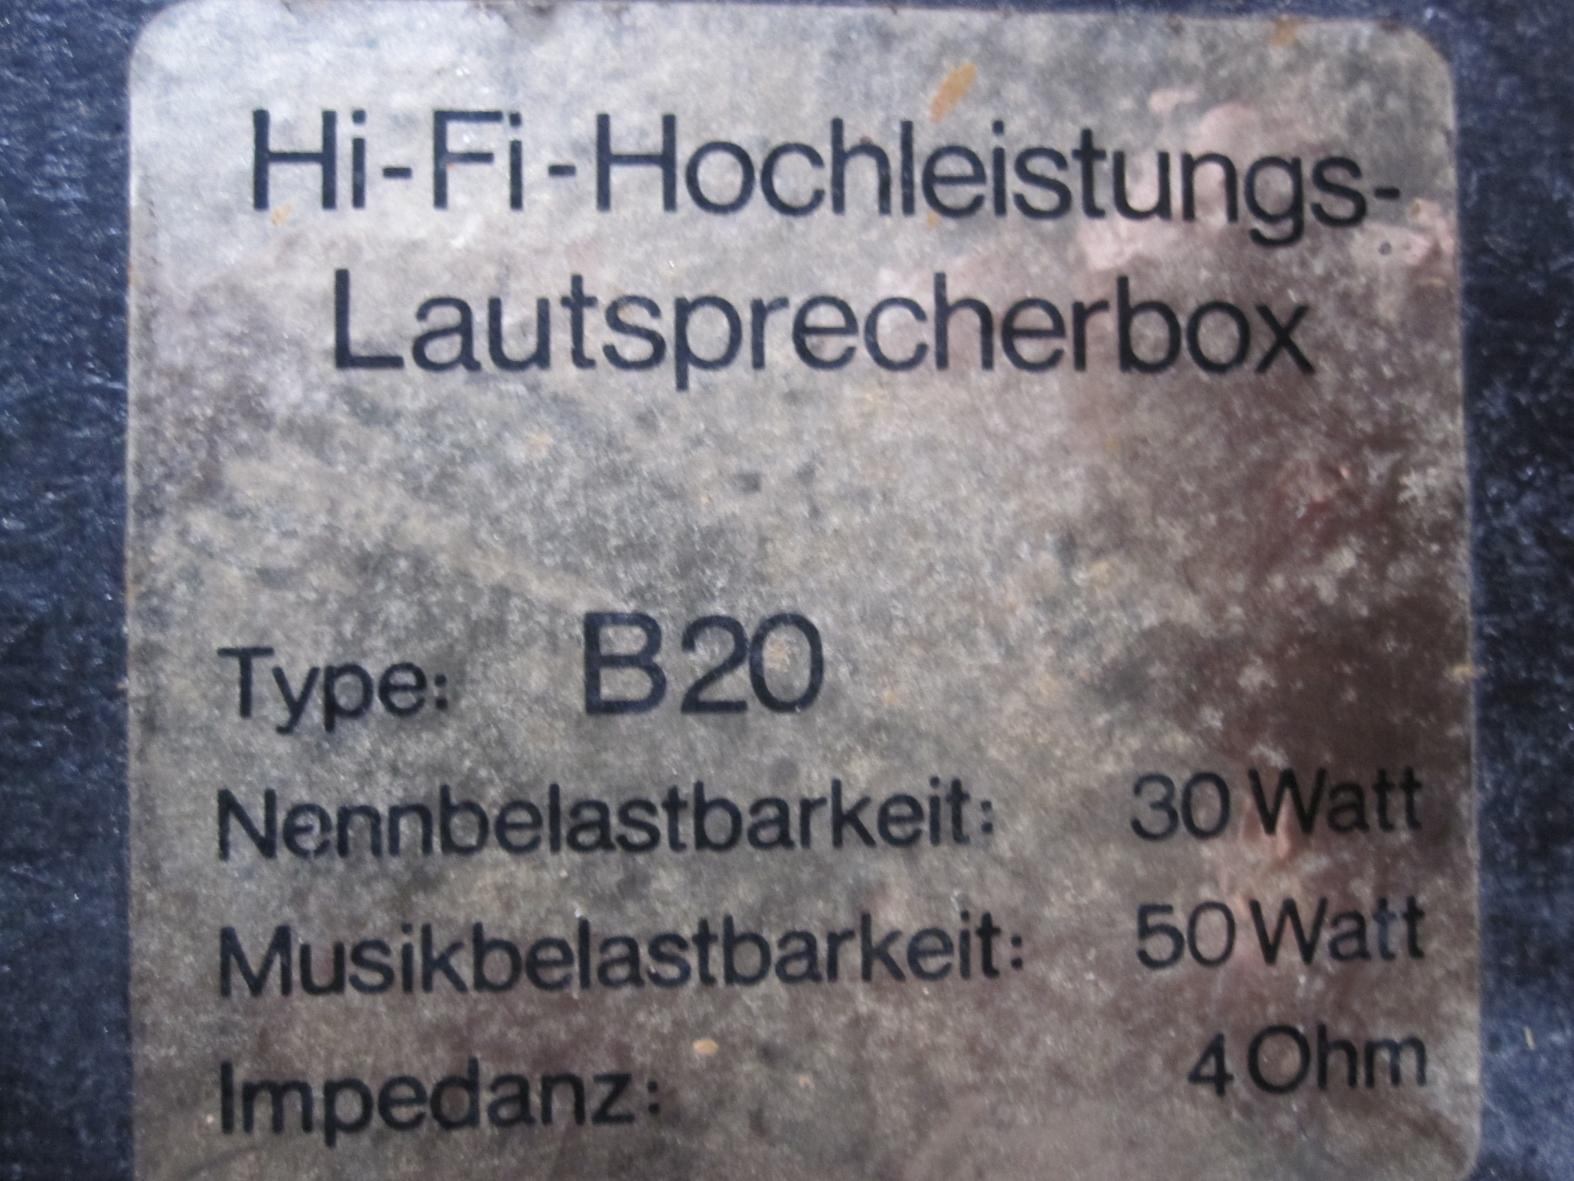 Hi-Fi-Hochleistungs-
Lautsprecherbox
Type: B20
Nennbelastbarkeit: 30 Watt
Musikbelastbarkeit: 50 Watt
Impedanz: 4 Ohm